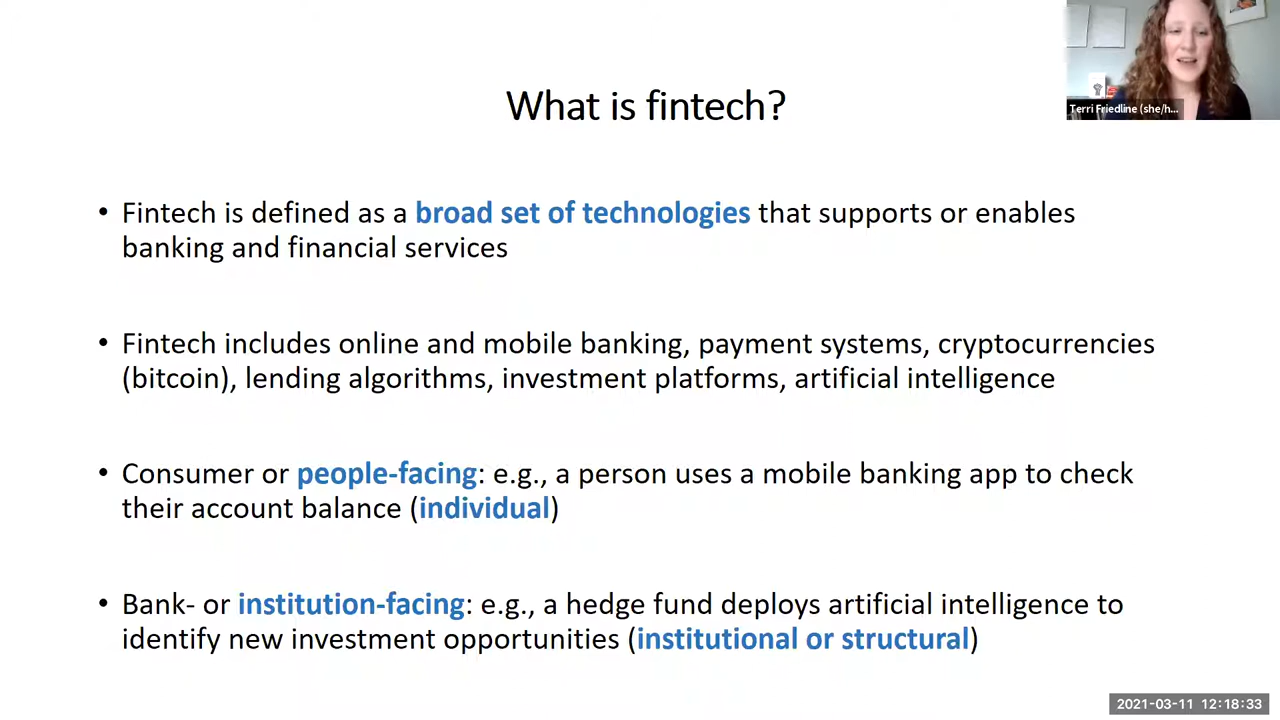 What is fintech?
Terri Friedline (she/h...
• Fintech is defined as a broad set of technologies that supports or enables
banking and financial services
• Fintech includes online and mobile banking, payment systems, cryptocurrencies
(bitcoin), lending algorithms, investment platforms, artificial intelligence
• Consumer or people-facing: e.g., a person uses a mobile banking app to check
their account balance (individual)
• Bank- or institution-facing: e.g., a hedge fund deploys artificial intelligence to
identify new investment opportunities (institutional or structural)
2021-03-11 12:18:33